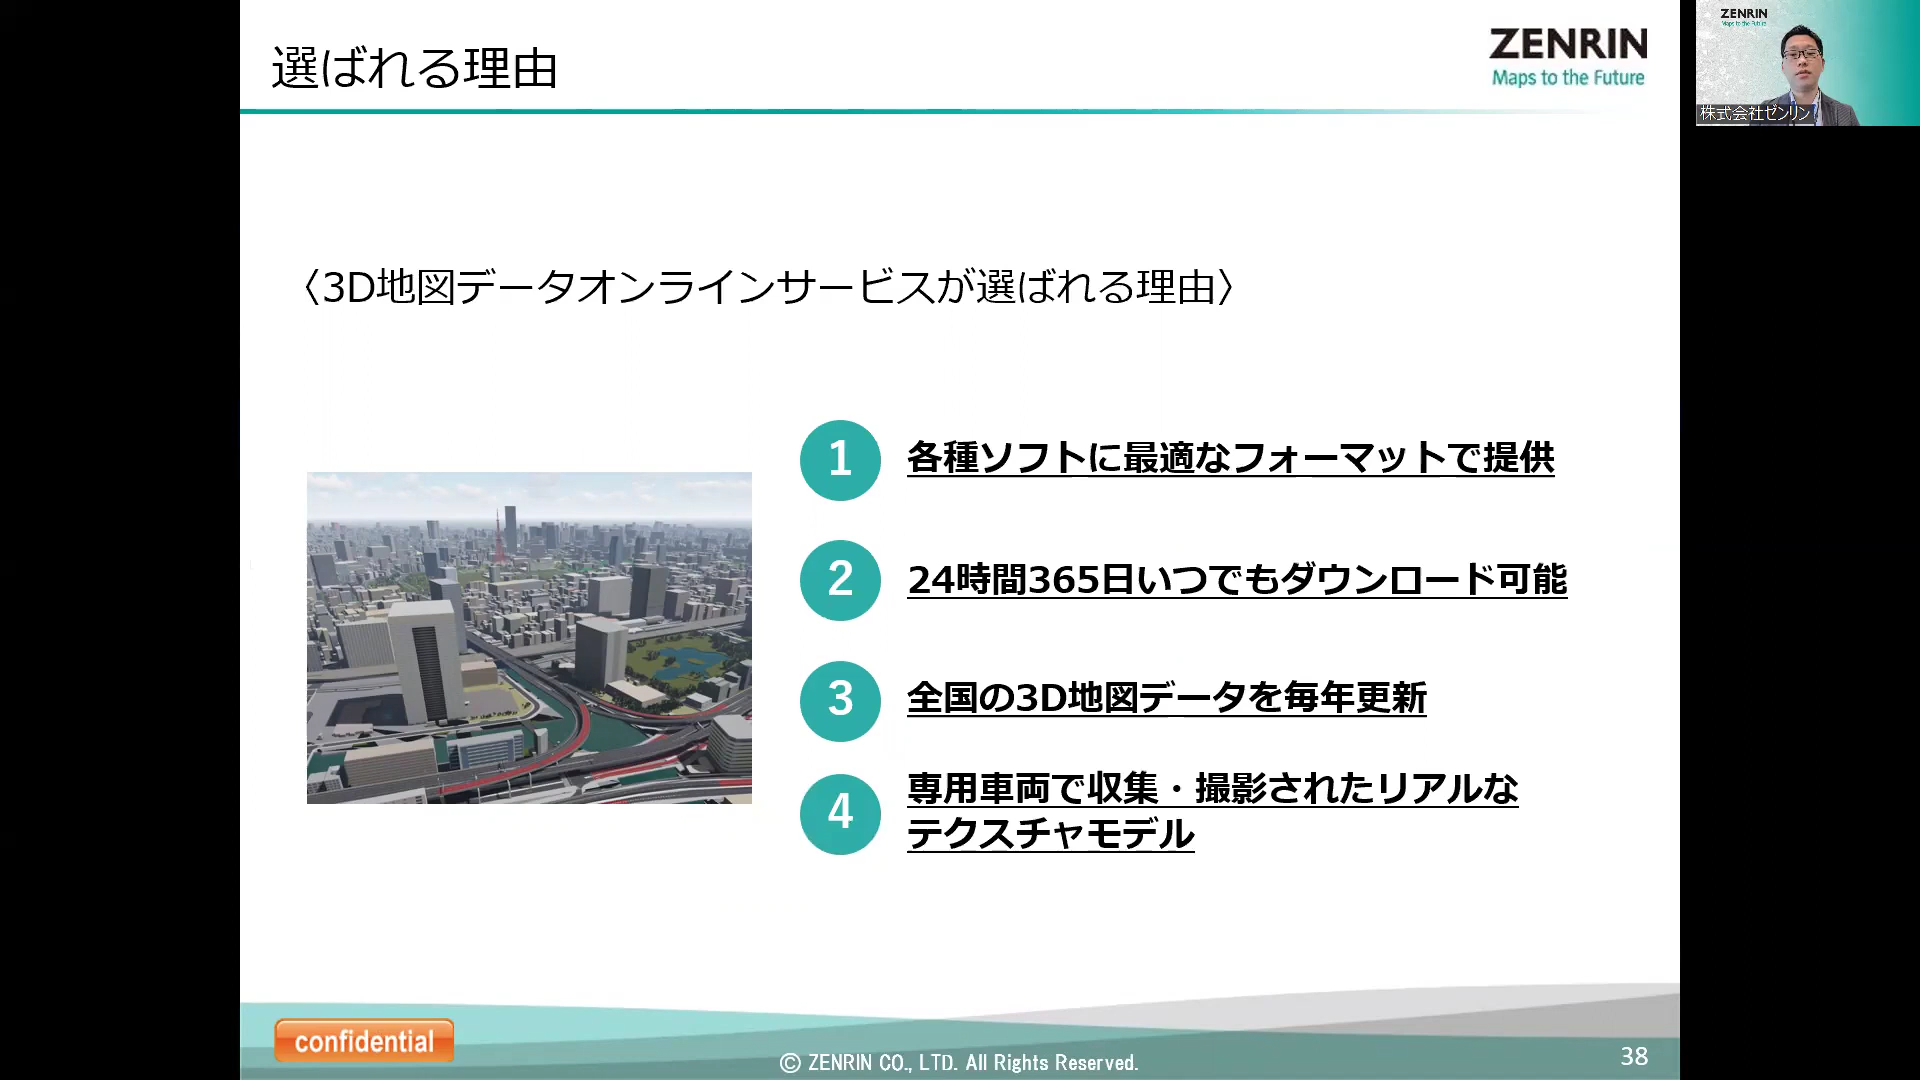 選ばれる理由
ZENRIN
Maps to the Future
ZENRIN
Maps to the Future
株式会社ゼンリン
〈3D地図データオンラインサービスが選ばれる理由〉
1 各種ソフトに最適なフォーマットで提供
2 24時間365日いつでもダウンロード可能
3 全国の3D地図データを毎年更新
4 専用車両で収集・撮影されたリアルな
テクスチャモデル
confidential
© ZENRIN CO., LTD. All Rights Reserved.
38